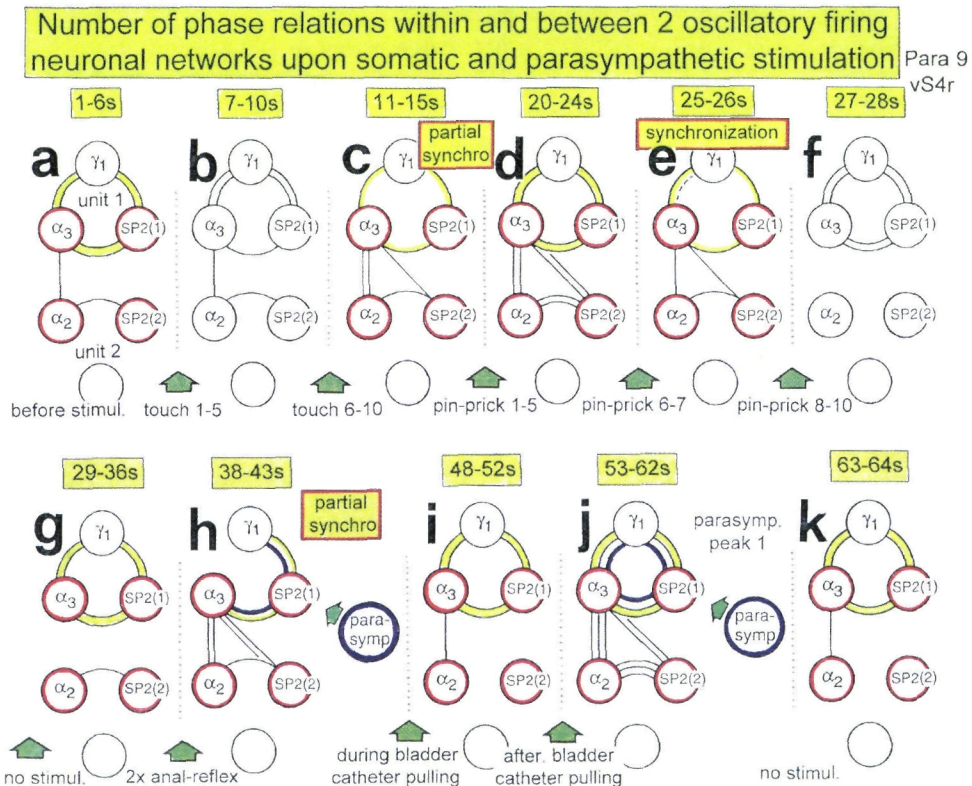 Number of phase relations within and between 2 oscillatory firing
neuronal networks upon somatic and parasympathetic stimulation
Para 9
vS4r
1-6s
7-10s
11-15s
20-24s
25-26s
27-28s
partial
synchro
synchronization
a
γ1
unit 1
α3
SP2(1)
α2
SP2(2)
unit 2
b
γ1
α3
SP2(1)
α2
SP2(2)
c
γ1
α3
SP2(1)
α2
SP2(2)
d
γ1
α3
SP2(1)
α2
SP2(2)
e
γ1
α3
SP2(1)
α2
SP2(2)
f
γ1
α3
SP2(1)
α2
SP2(2)
before stimul.
touch 1-5
touch 6-10
pin-prick 1-5
pin-prick 6-7
pin-prick 8-10
29-36s
38-43s
48-52s
53-62s
63-64s
partial
synchro
g
γ1
α3
SP2(1)
α2
SP2(2)
h
γ1
α3
SP2(1)
α2
SP2(2)
para-
symp
i
γ1
α3
SP2(1)
α2
SP2(2)
j
γ1
α3
SP2(1)
α2
SP2(2)
parasymp.
peak 1
para-
symp
k
γ1
α3
SP2(1)
α2
SP2(2)
no stimul.
2x anal-reflex
during bladder
catheter pulling
after. bladder
catheter pulling
no stimul.